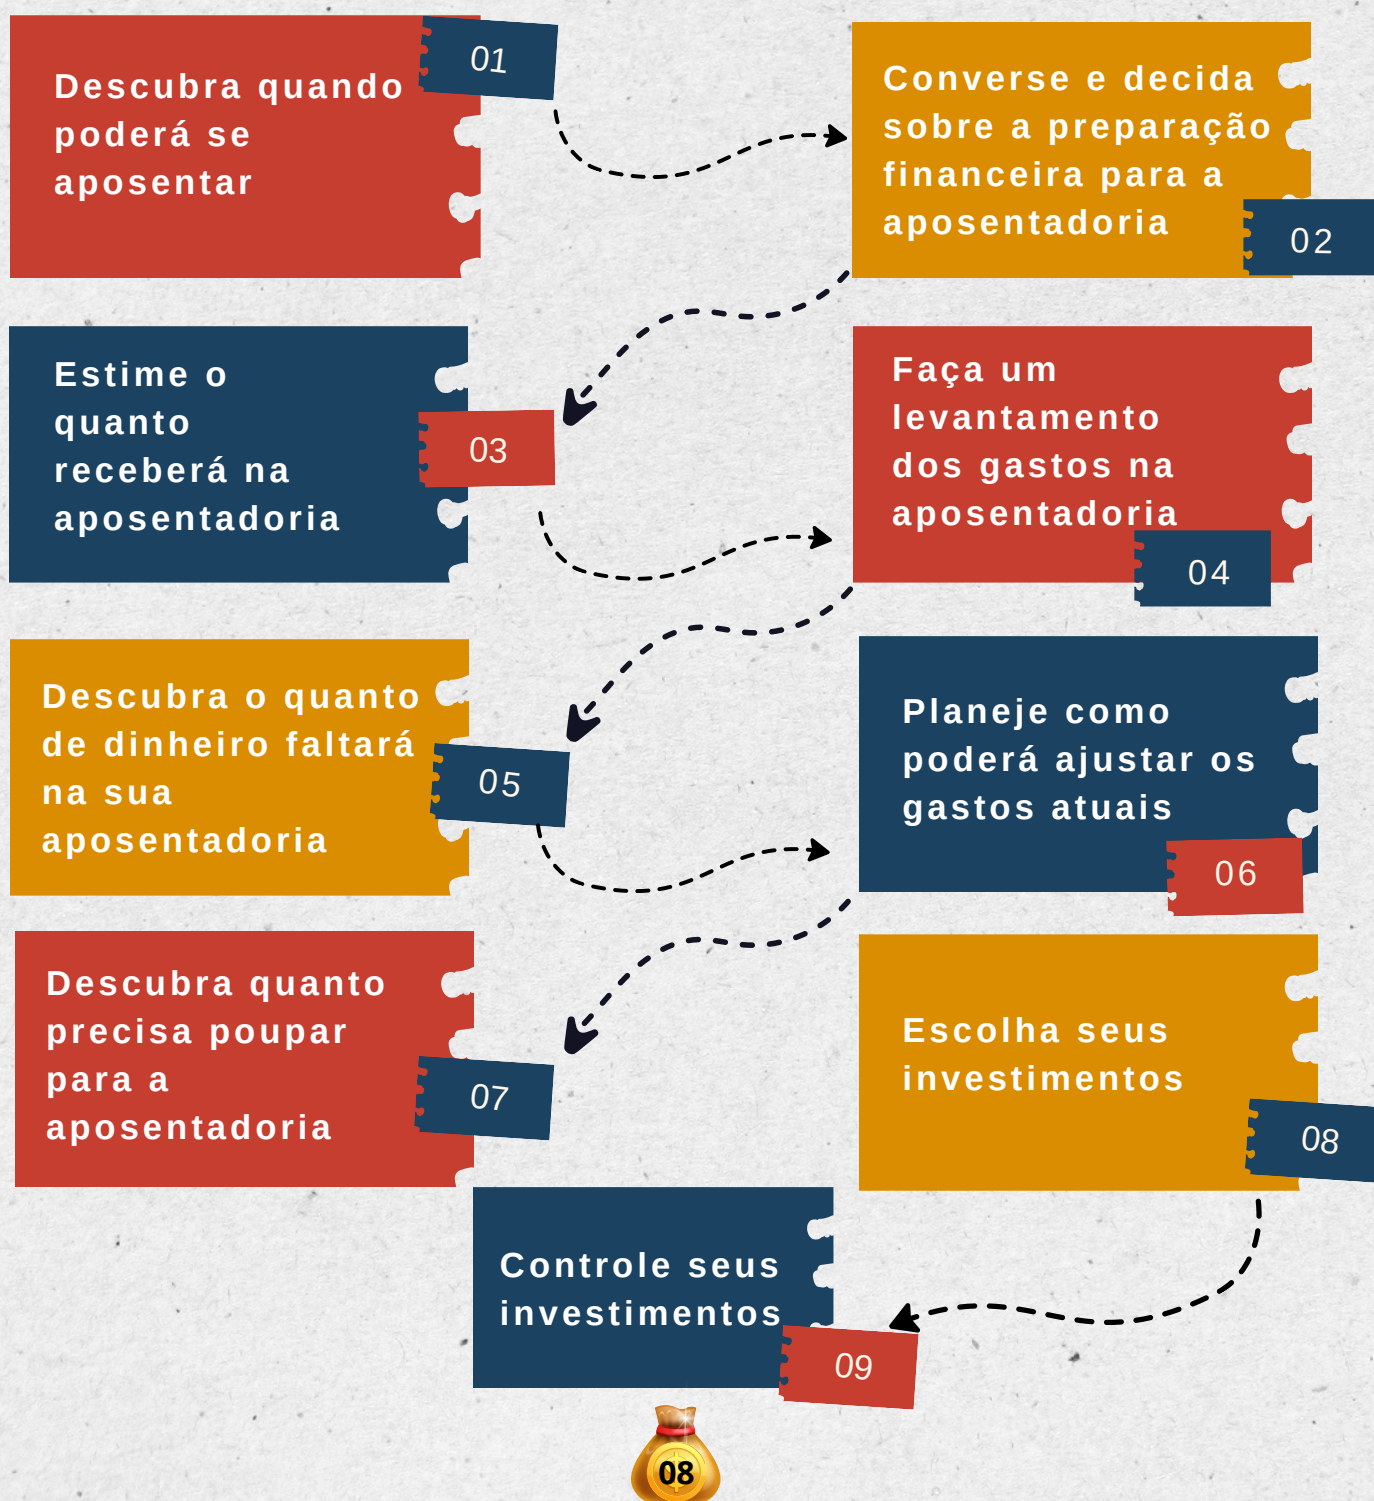 Descubra quando
poderá se
aposentar
01
Converse e decida
sobre a preparação
financeira para a
aposentadoria
02
Estime o
quanto
receberá na
aposentadoria
03
Faça um
levantamento
dos gastos na
aposentadoria
04
Descubra o quanto
de dinheiro faltará
na sua
aposentadoria
05
Planeje como
poderá ajustar os
gastos atuais
06
Descubra quanto
precisa poupar
para a
aposentadoria
07
Escolha seus
investimentos
08
Controle seus
investimentos
09
08